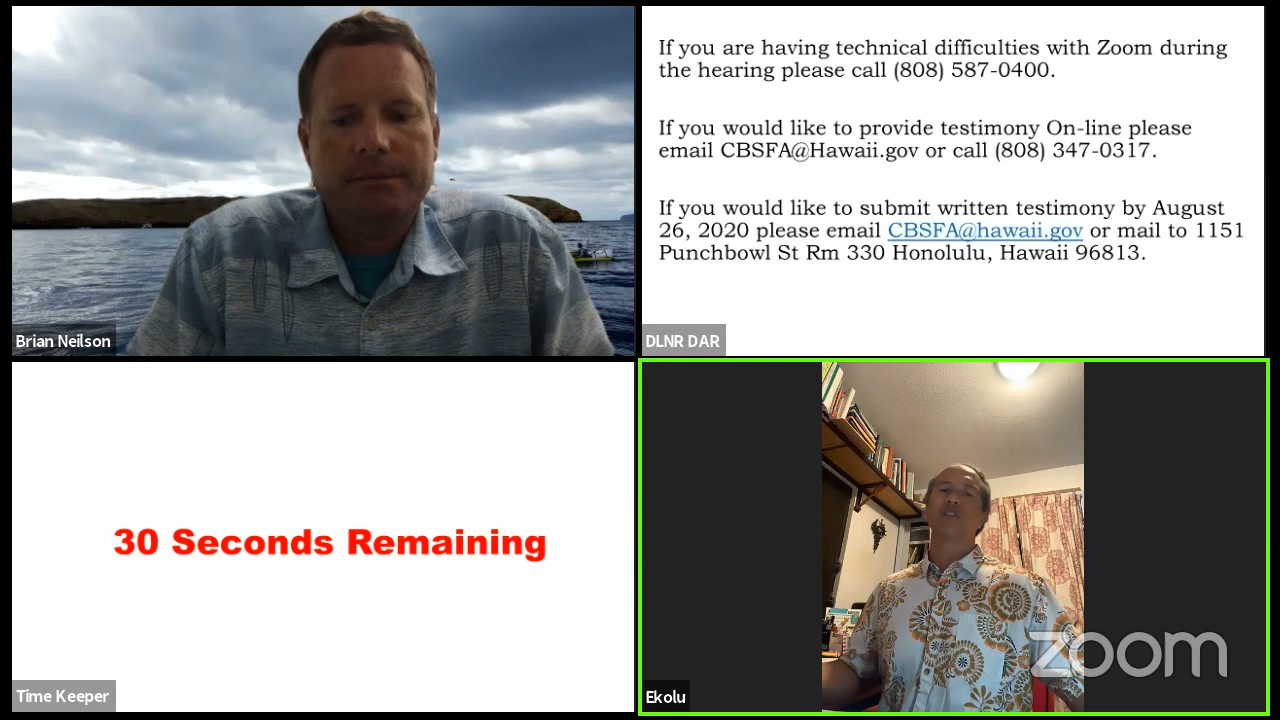 Brian Neilson
If you are having technical difficulties with Zoom during
the hearing please call (808) 587-0400.
If you would like to provide testimony On-line please
email CBSFA@Hawaii.gov or call (808) 347-0317.
If you would like to submit written testimony by August
26, 2020 please email CBSFA@hawaii.gov or mail to 1151
Punchbowl St Rm 330 Honolulu, Hawaii 96813.
DLNR DAR
30 Seconds Remaining
Time Keeper
Ekolu
zoom